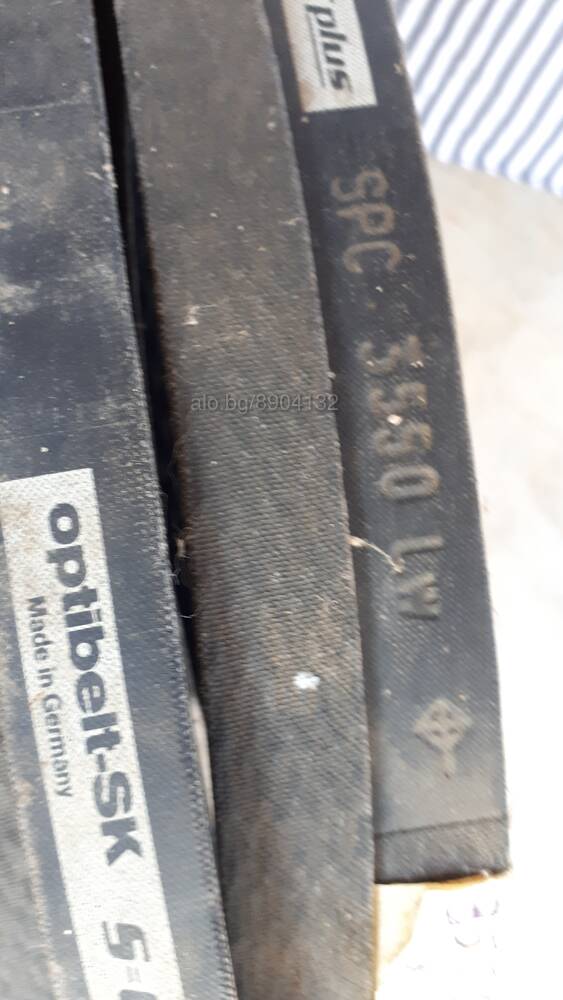 plus
SPC 3550 LW
alo.bg/8904132
optibelt-SK
Made in Germany